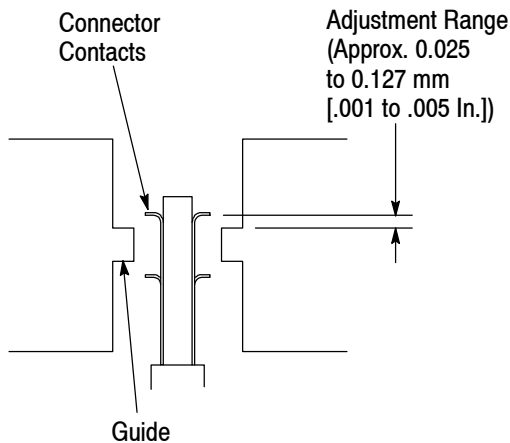 Connector
Contacts
Adjustment Range
(Approx. 0.025
to 0.127 mm
[.001 to .005 In.])
Guide